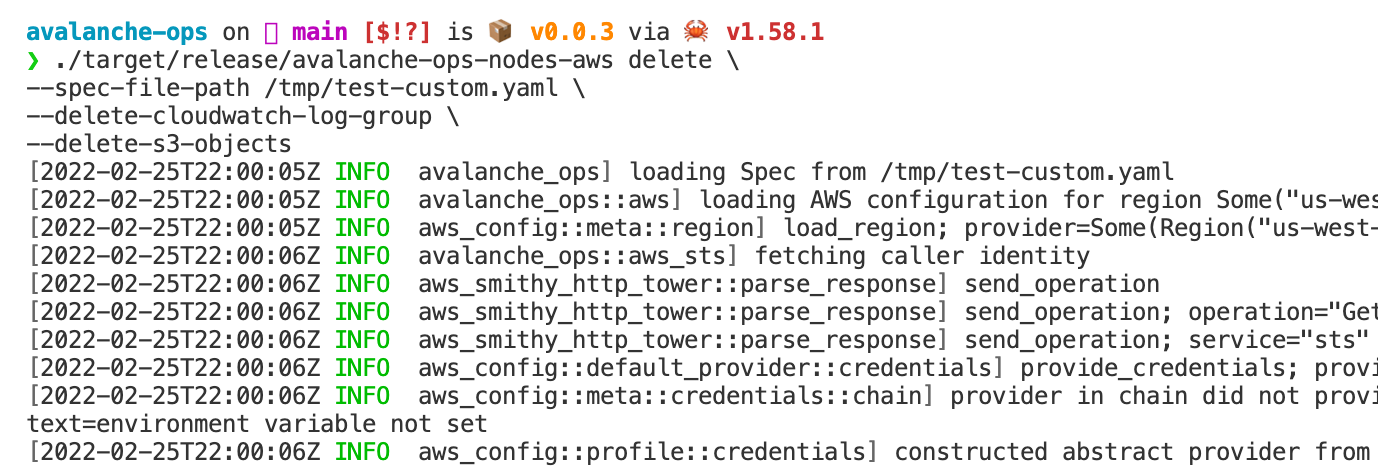 avalanche-ops on main [$!?] is 📦 v0.0.3 via 🦀 v1.58.1
❯ ./target/release/avalanche-ops-nodes-aws delete \
--spec-file-path /tmp/test-custom.yaml \
--delete-cloudwatch-log-group \
--delete-s3-objects
[2022-02-25T22:00:05Z INFO  avalanche_ops] loading Spec from /tmp/test-custom.yaml
[2022-02-25T22:00:05Z INFO  avalanche_ops::aws] loading AWS configuration for region Some("us-wes
[2022-02-25T22:00:05Z INFO  aws_config::meta::region] load_region; provider=Some(Region("us-west-
[2022-02-25T22:00:06Z INFO  avalanche_ops::aws_sts] fetching caller identity
[2022-02-25T22:00:06Z INFO  aws_smithy_http_tower::parse_response] send_operation
[2022-02-25T22:00:06Z INFO  aws_smithy_http_tower::parse_response] send_operation; operation="Get
[2022-02-25T22:00:06Z INFO  aws_smithy_http_tower::parse_response] send_operation; service="sts"
[2022-02-25T22:00:06Z INFO  aws_config::default_provider::credentials] provide_credentials; provi
[2022-02-25T22:00:06Z INFO  aws_config::meta::credentials::chain] provider in chain did not provi
text=environment variable not set
[2022-02-25T22:00:06Z INFO  aws_config::profile::credentials] constructed abstract provider from